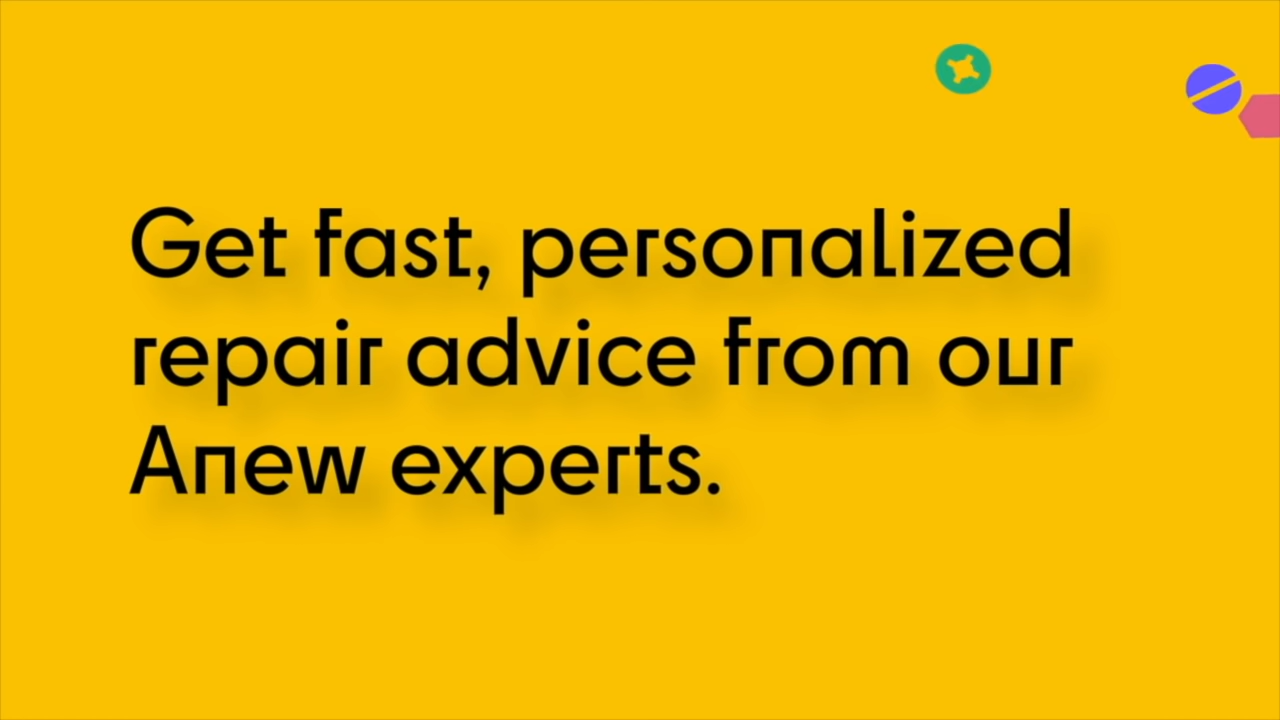 Get fast, personalized
repair advice from our
Anew experts.